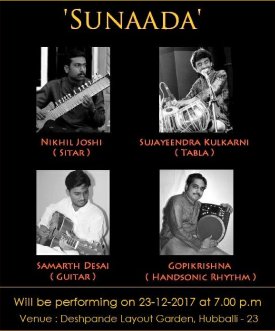 'SUNAADA'
NIKHIL JOSHI
( SITAR )
SUJAYEENDRA KULKARNI
( TABLA )
SAMARTH DESAI
( GUITAR )
GOPIKRISHNA
( HANDSONIC RHYTHM )
Will be performing on 23-12-2017 at 7.00 p.m
Venue : Deshpande Layout Garden, Hubballi - 23